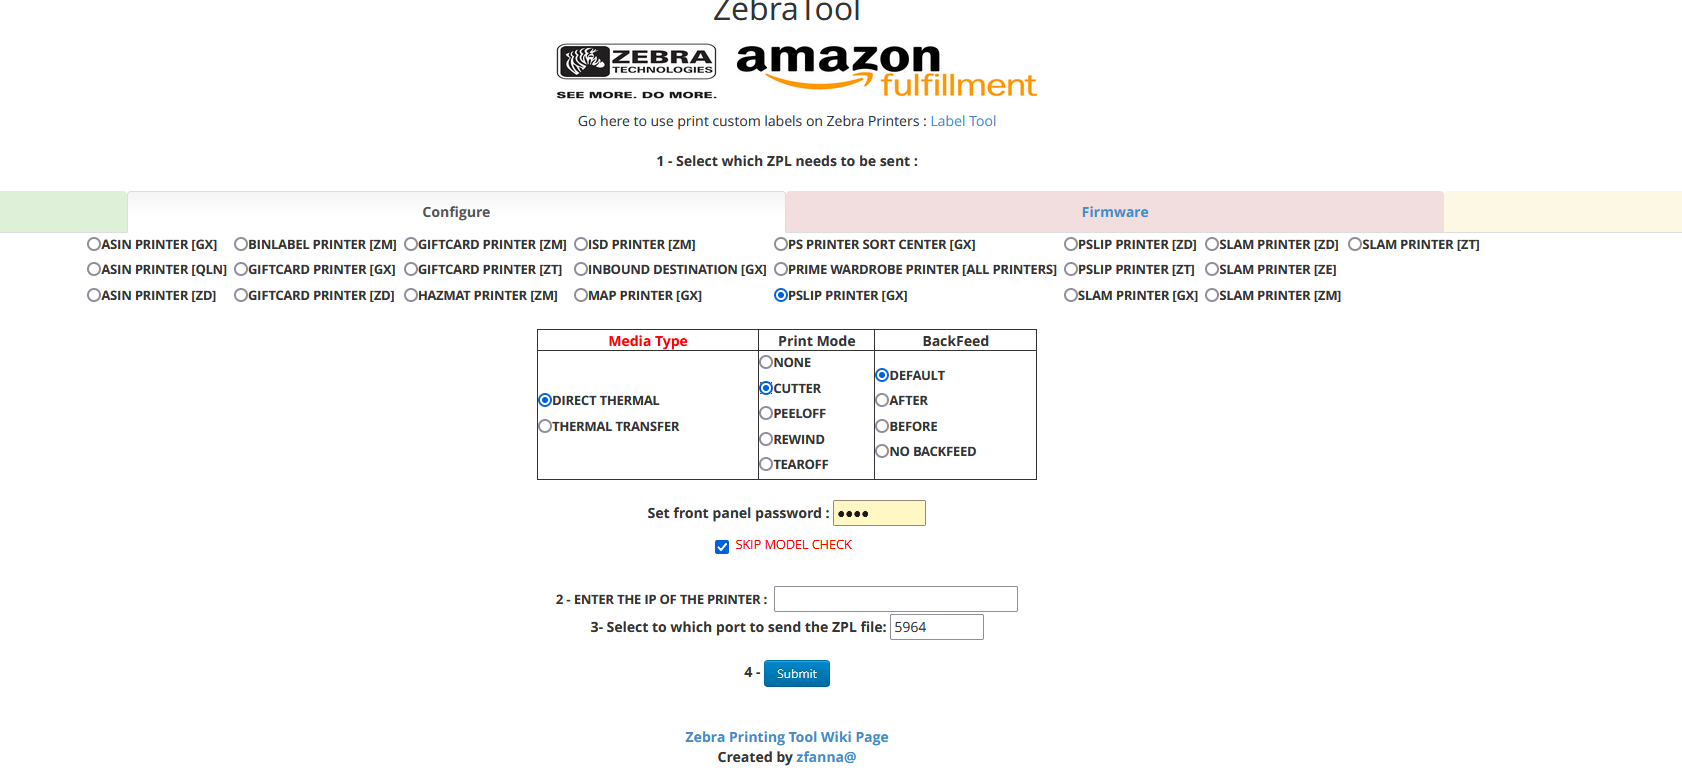 ZebraTool
ZEBRA
TECHNOLOGIES
SEE MORE. DO MORE.
amazon
fulfillment
Go here to use print custom labels on Zebra Printers : Label Tool
1 - Select which ZPL needs to be sent :
Configure
Firmware
ASIN PRINTER [GX] BINLABEL PRINTER [ZM] GIFTCARD PRINTER [ZM] ISD PRINTER [ZM] PS PRINTER SORT CENTER [GX] PSLIP PRINTER [ZD] SLAM PRINTER [ZD] SLAM PRINTER [ZT]
ASIN PRINTER [QLN] GIFTCARD PRINTER [GX] GIFTCARD PRINTER [ZT] INBOUND DESTINATION [GX] PRIME WARDROBE PRINTER [ALL PRINTERS] PSLIP PRINTER [ZT] SLAM PRINTER [ZE]
ASIN PRINTER [ZD] GIFTCARD PRINTER [ZD] HAZMAT PRINTER [ZM] MAP PRINTER [GX] PSLIP PRINTER [GX] SLAM PRINTER [GX] SLAM PRINTER [ZM]
Media Type
DIRECT THERMAL
THERMAL TRANSFER
Print Mode
NONE
CUTTER
PEELOFF
REWIND
TEAROFF
BackFeed
DEFAULT
AFTER
BEFORE
NO BACKFEED
Set front panel password : ●●●●
SKIP MODEL CHECK
2 - ENTER THE IP OF THE PRINTER :
3- Select to which port to send the ZPL file: 5964
4 - Submit
Zebra Printing Tool Wiki Page
Created by zfanna@